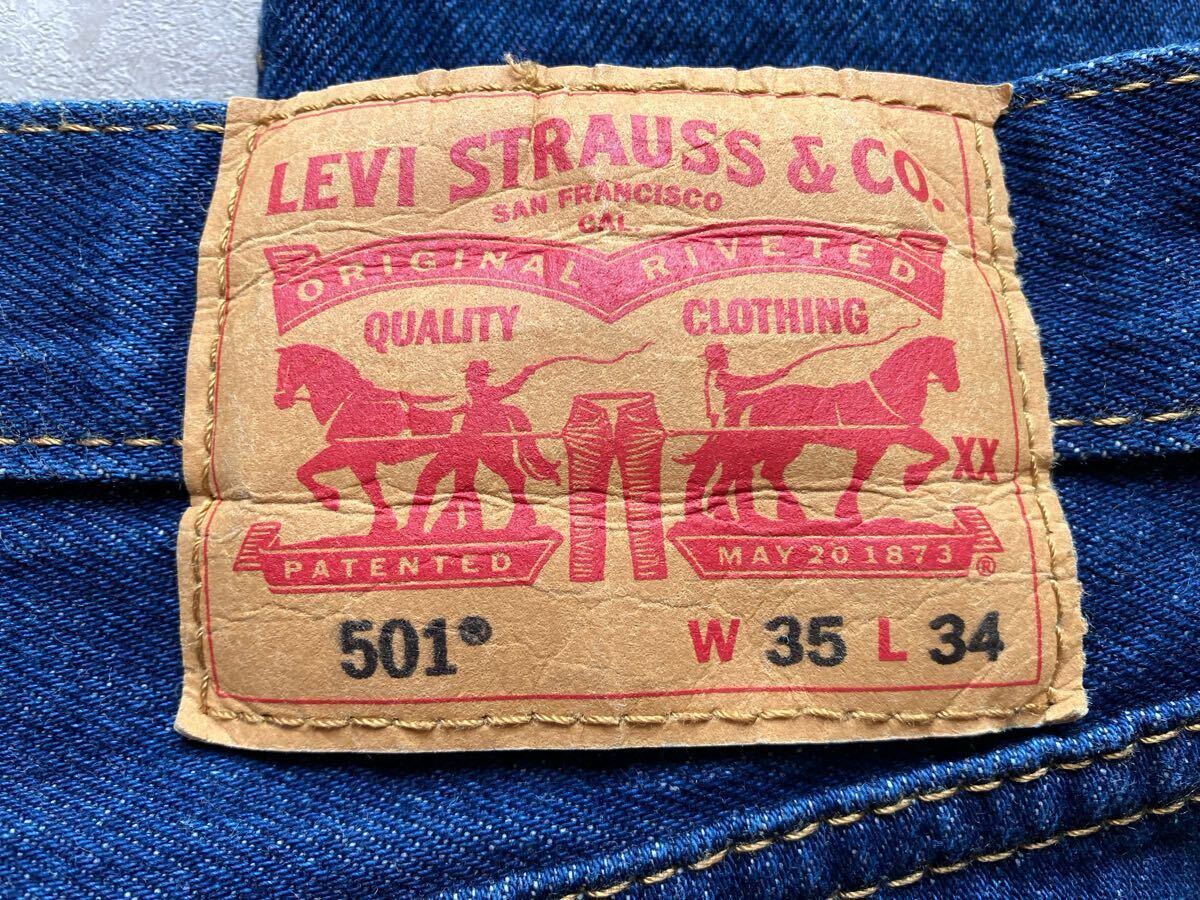 LEVI STRAUSS & CO.
SAN FRANCISCO
CAL.
ORIGINAL RIVETED
QUALITY CLOTHING
XX
PATENTED MAY 20 1873 ®
501® W 35 L 34